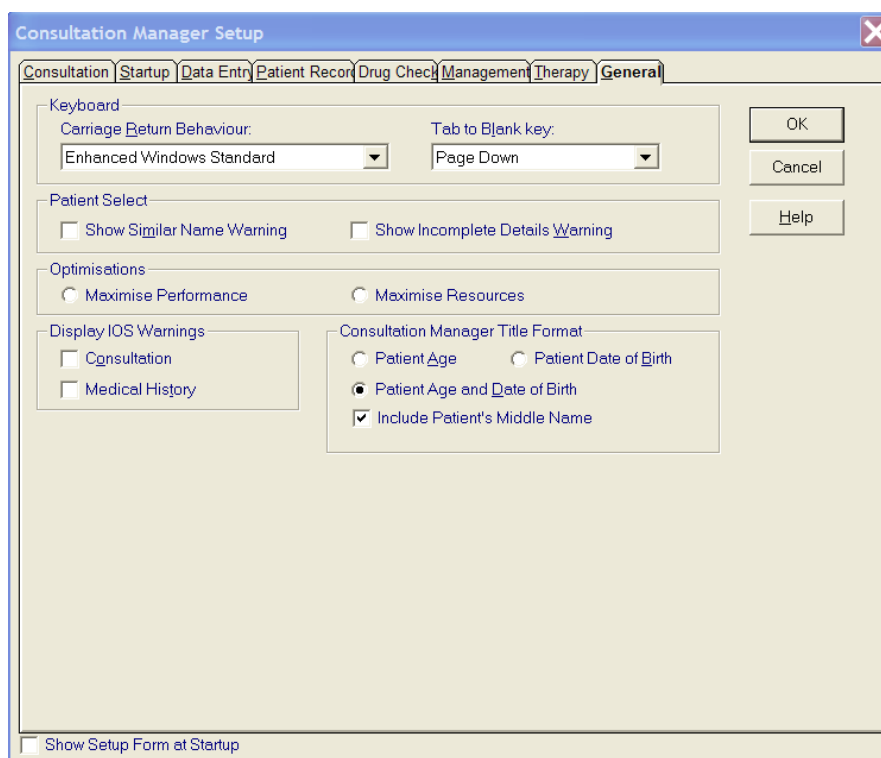 Consultation Manager Setup
Consultation Startup Data Entry Patient Record Drug Check Management Therapy General
Keyboard
Carriage Return Behaviour: Tab to Blank key:
Enhanced Windows Standard Page Down
OK
Cancel
Help
Patient Select
Show Similar Name Warning Show Incomplete Details Warning
Optimisations
Maximise Performance Maximise Resources
Display IOS Warnings
Consultation
Medical History
Consultation Manager Title Format
Patient Age Patient Date of Birth
Patient Age and Date of Birth
Include Patient's Middle Name
Show Setup Form at Startup